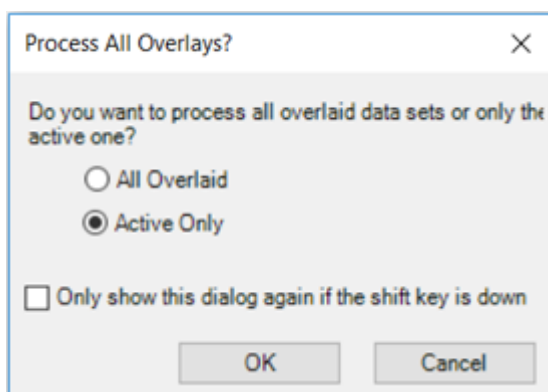 Process All Overlays?
Do you want to process all overlaid data sets or only the
active one?
All Overlaid
Active Only
Only show this dialog again if the shift key is down
OK
Cancel